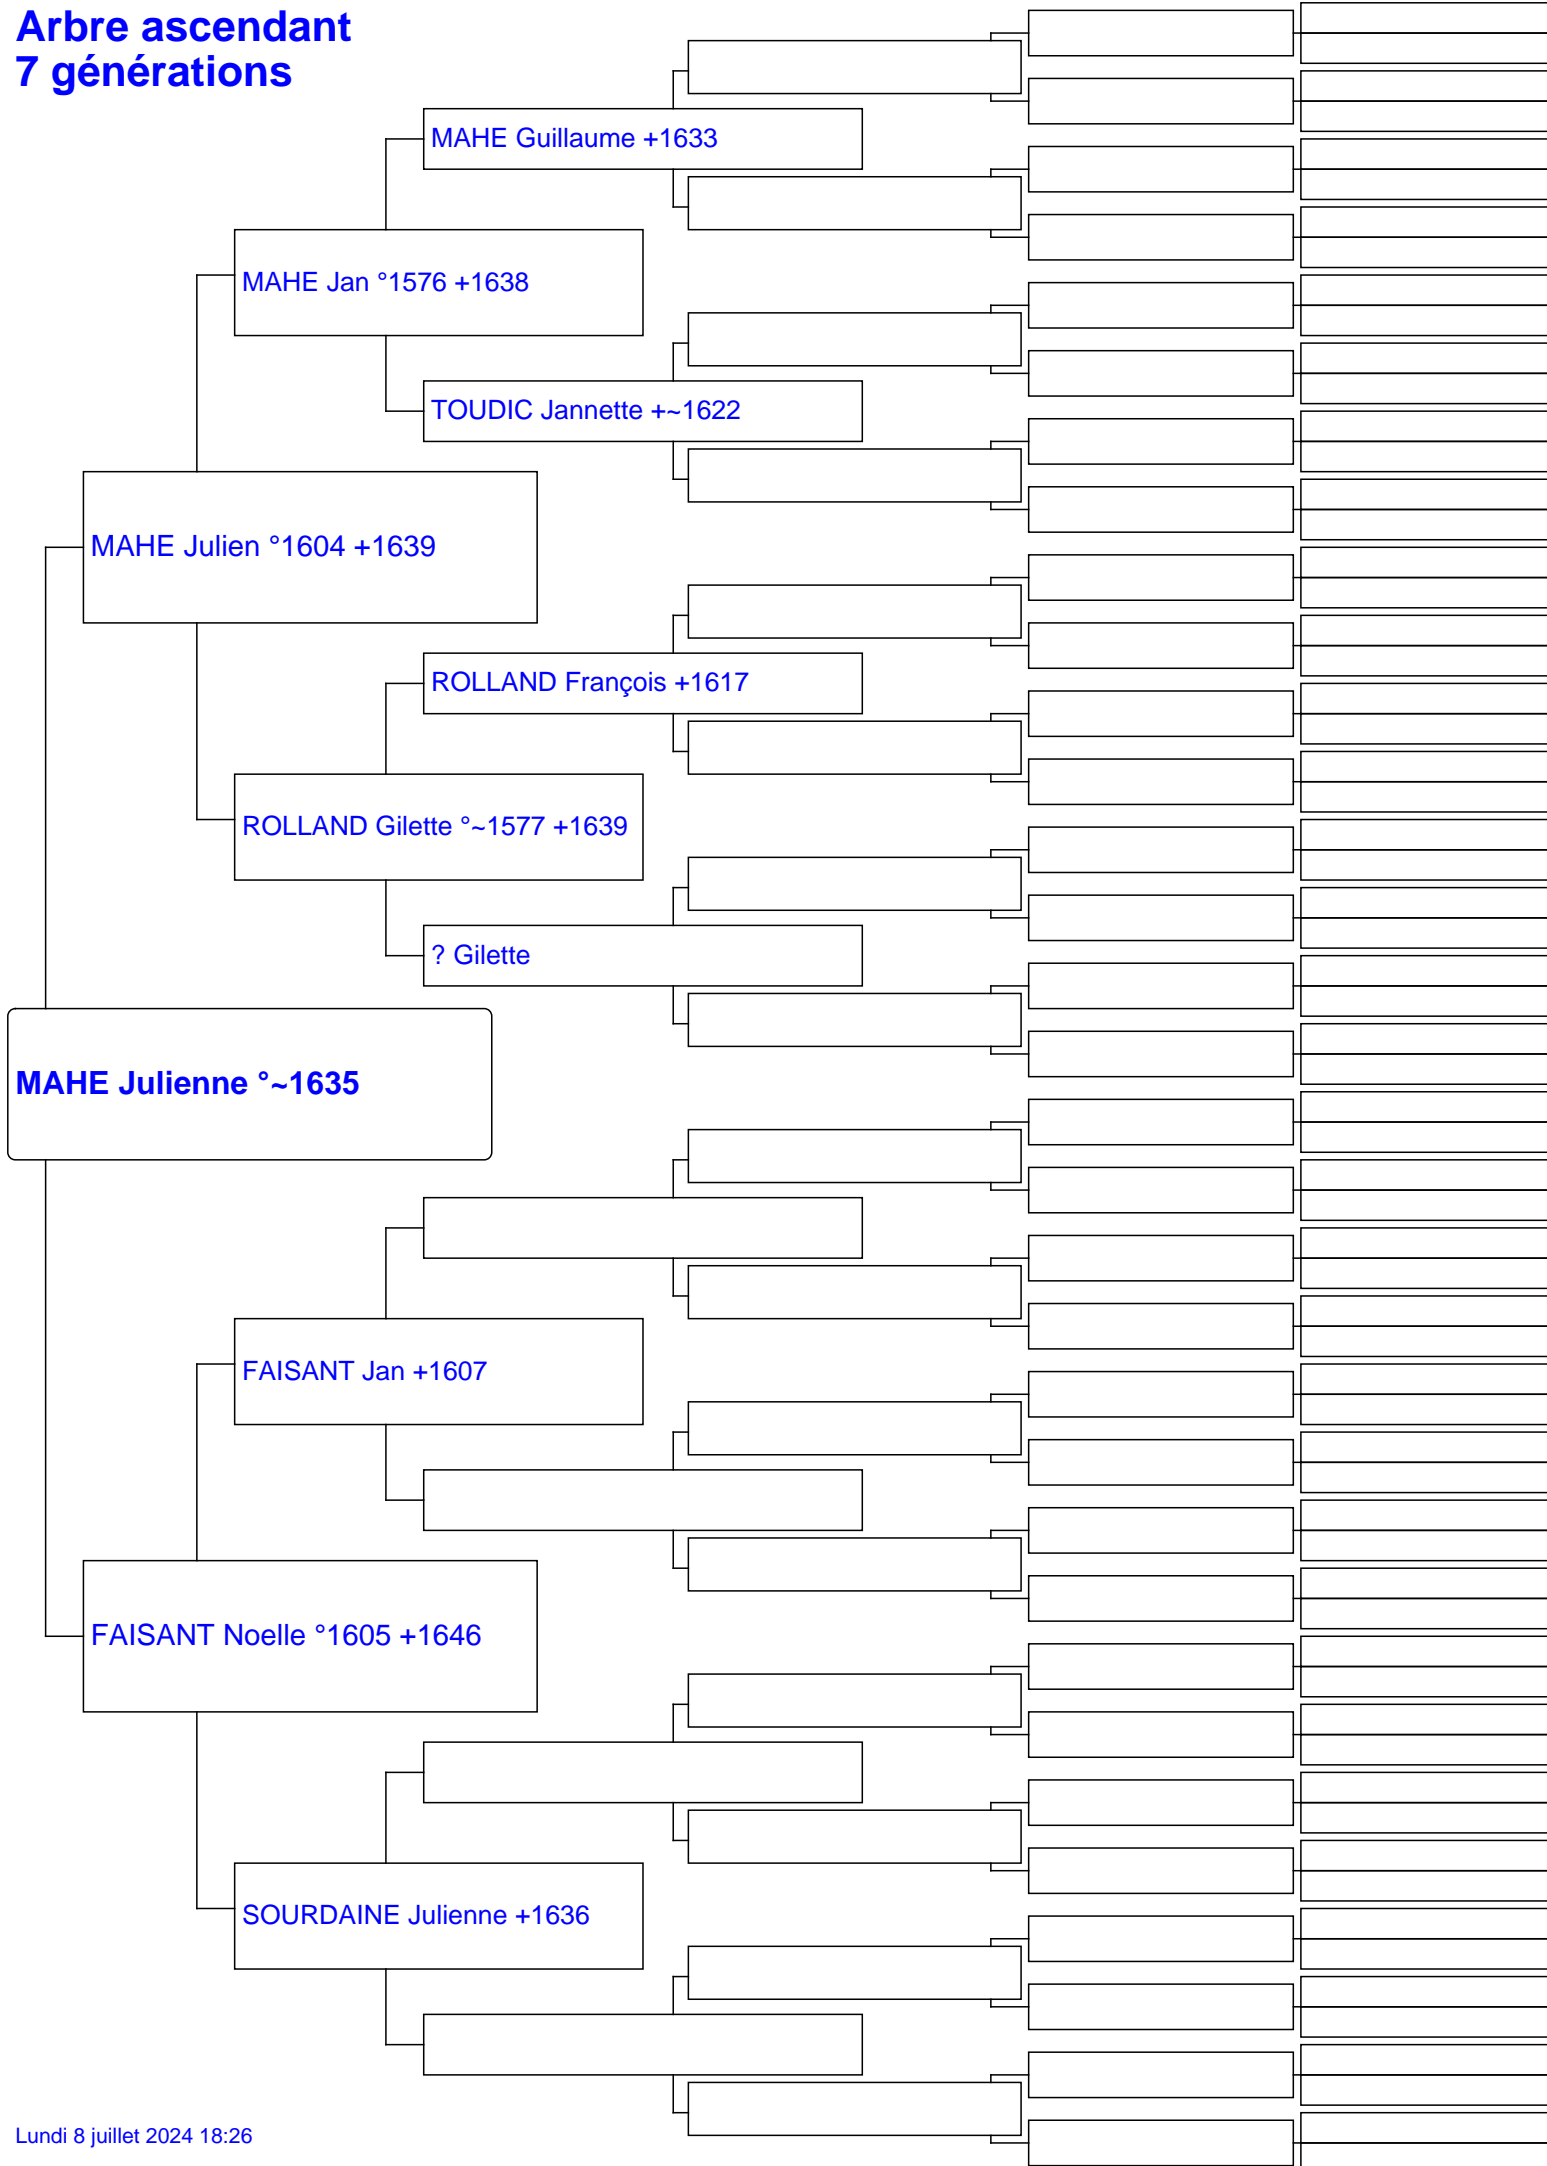 Arbre ascendant
7 générations
MAHE Guillaume +1633
MAHE Jan °1576 +1638
TOUDIC Jannette +~1622
MAHE Julien °1604 +1639
ROLLAND François +1617
ROLLAND Gilette °~1577 +1639
? Gilette
MAHE Julienne °~1635
FAISANT Jan +1607
FAISANT Noelle °1605 +1646
SOURDAINE Julienne +1636
Lundi 8 juillet 2024 18:26